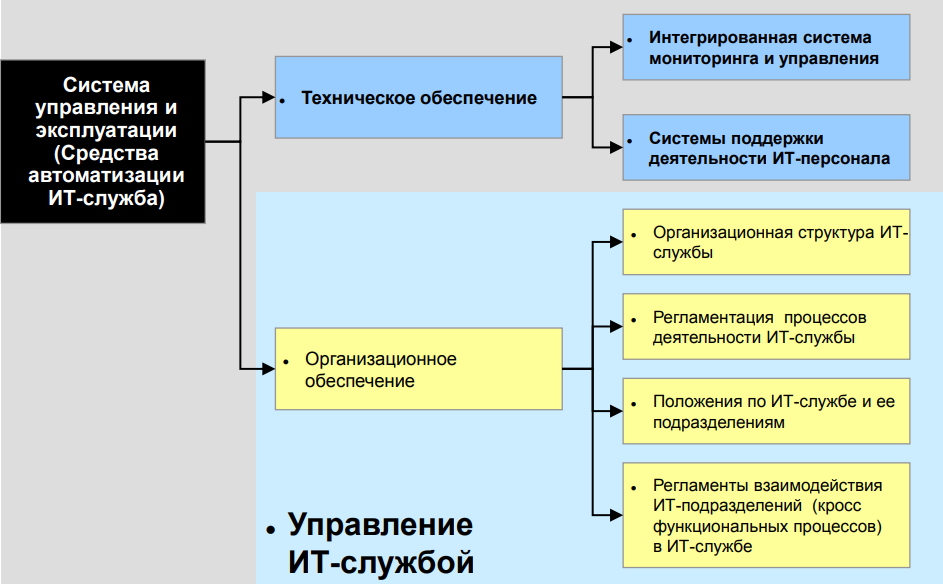 Система
управления и
эксплуатации
(Средства
автоматизации
ИТ-служба)
• Техническое обеспечение
• Интегрированная система
мониторинга и управления
• Системы поддержки
деятельности ИТ-персонала
• Организационное
обеспечение
• Организационная структура ИТ-
службы
• Регламентация процессов
деятельности ИТ-службы
• Положения по ИТ-службе и ее
подразделениям
• Регламенты взаимодействия
ИТ-подразделений (кросс
функциональных процессов)
в ИТ-службе
• Управление
ИТ-службой